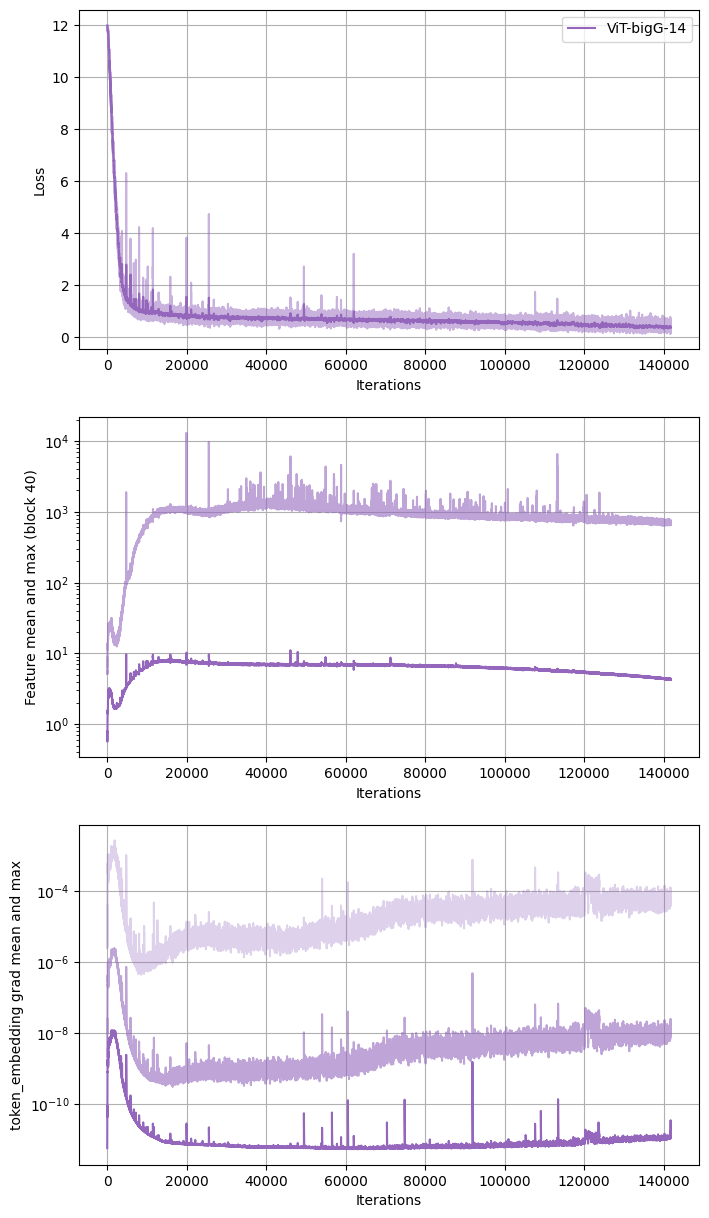 ViT-bigG-14
12
10
8
6
4
2
0
Loss
0 20000 40000 60000 80000 100000 120000 140000
Iterations
10⁴
10³
10²
10¹
10⁰
Feature mean and max (block 40)
0 20000 40000 60000 80000 100000 120000 140000
Iterations
10⁻⁴
10⁻⁶
10⁻⁸
10⁻¹⁰
token_embedding grad mean and max
0 20000 40000 60000 80000 100000 120000 140000
Iterations